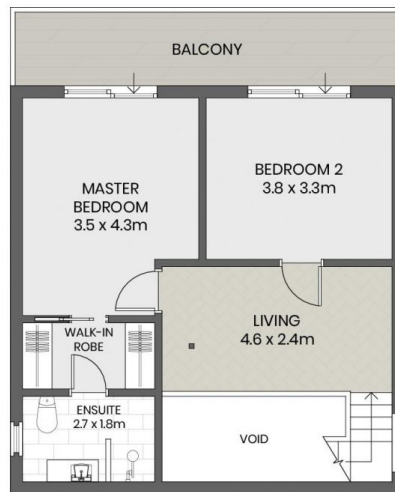 BALCONY
MASTER
BEDROOM
3.5 x 4.3m
BEDROOM 2
3.8 x 3.3m
LIVING
4.6 x 2.4m
WALK-IN
ROBE
ENSUITE
2.7 x 1.8m
VOID